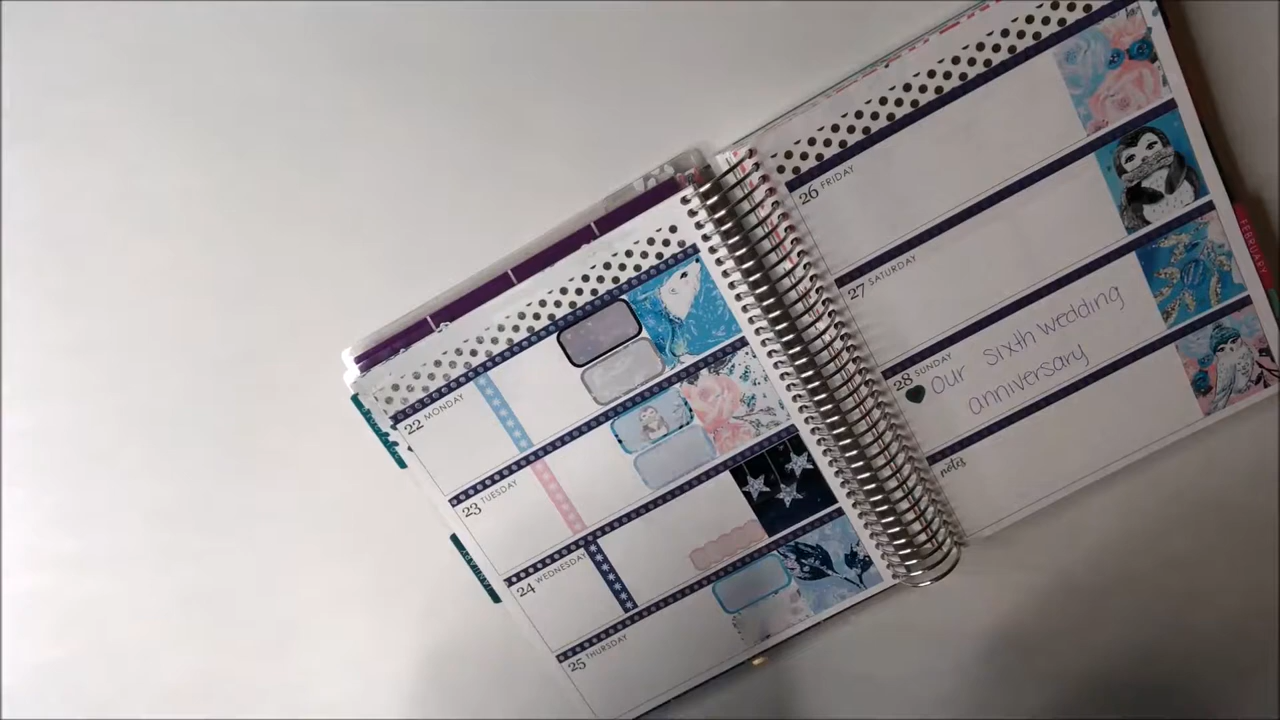 22 MONDAY
23 TUESDAY
24 WEDNESDAY
25 THURSDAY
26 FRIDAY
27 SATURDAY
28 SUNDAY
our sixth wedding
anniversary
notes
JANUARY
FEBRUARY